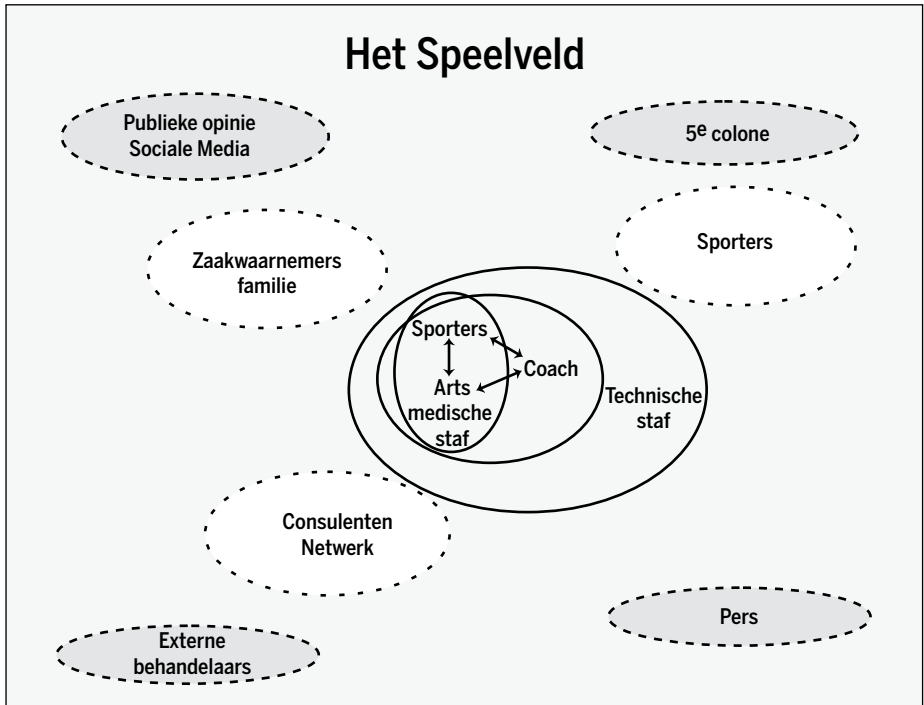 Het Speelveld
Publieke opinie
Sociale Media
5e colone
Zaakwaarnemers
familie
Sporters
Sporters
Coach
Arts
medische
staf
Technische
staf
Consulenten
Netwerk
Externe
behandelaars
Pers